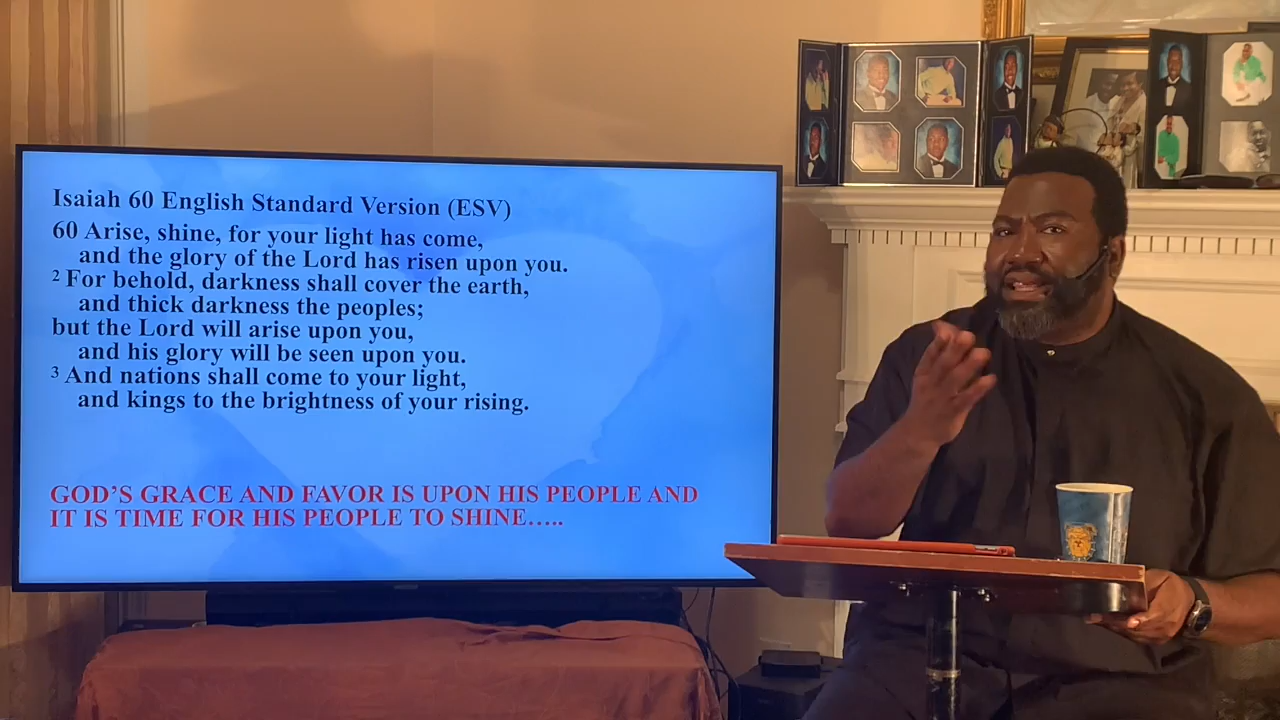 Isaiah 60 English Standard Version (ESV)
60 Arise, shine, for your light has come,
and the glory of the Lord has risen upon you.
2 For behold, darkness shall cover the earth,
and thick darkness the peoples;
but the Lord will arise upon you,
and his glory will be seen upon you.
3 And nations shall come to your light,
and kings to the brightness of your rising.
GOD’S GRACE AND FAVOR IS UPON HIS PEOPLE AND
IT IS TIME FOR HIS PEOPLE TO SHINE…..